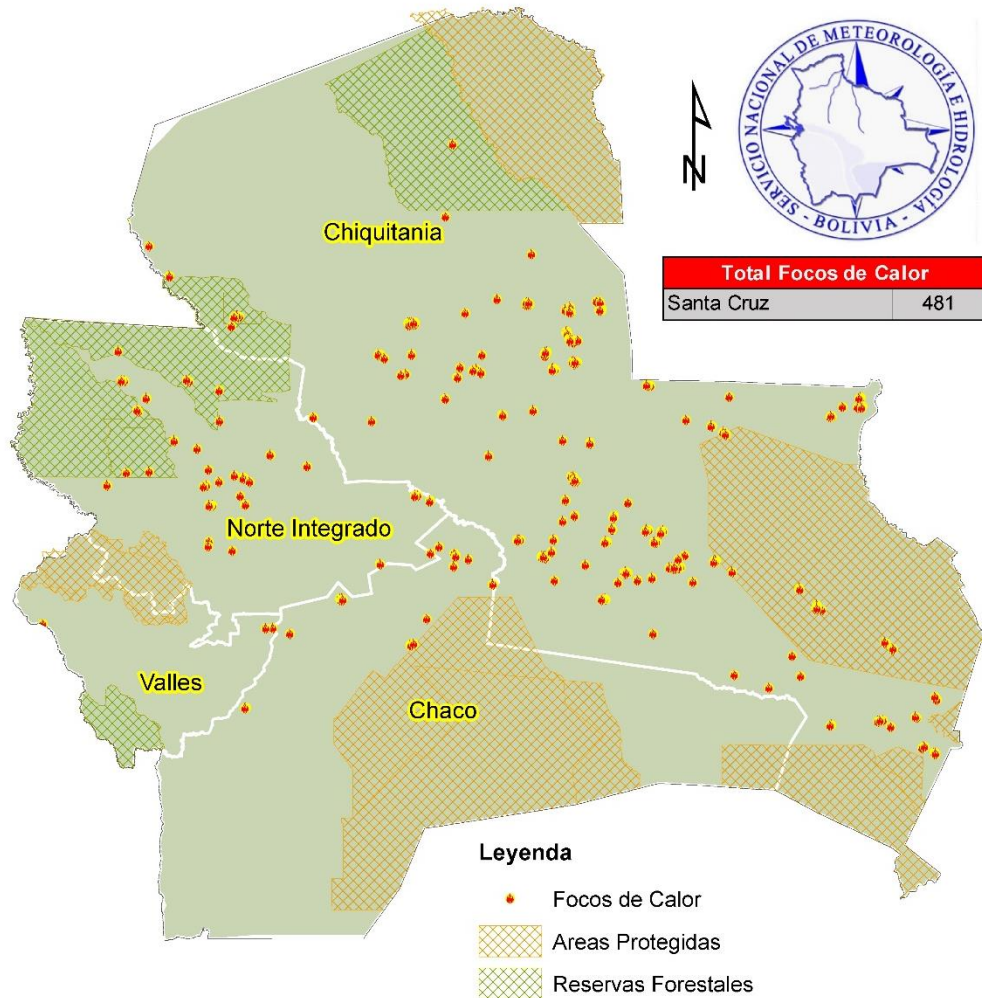 SERVICIO NACIONAL DE METEOROLOGÍA E HIDROLOGÍA
- BOLIVIA -
N
Chiquitania
Total Focos de Calor
Santa Cruz 481
Norte Integrado
Valles
Chaco
Leyenda
Focos de Calor
Areas Protegidas
Reservas Forestales